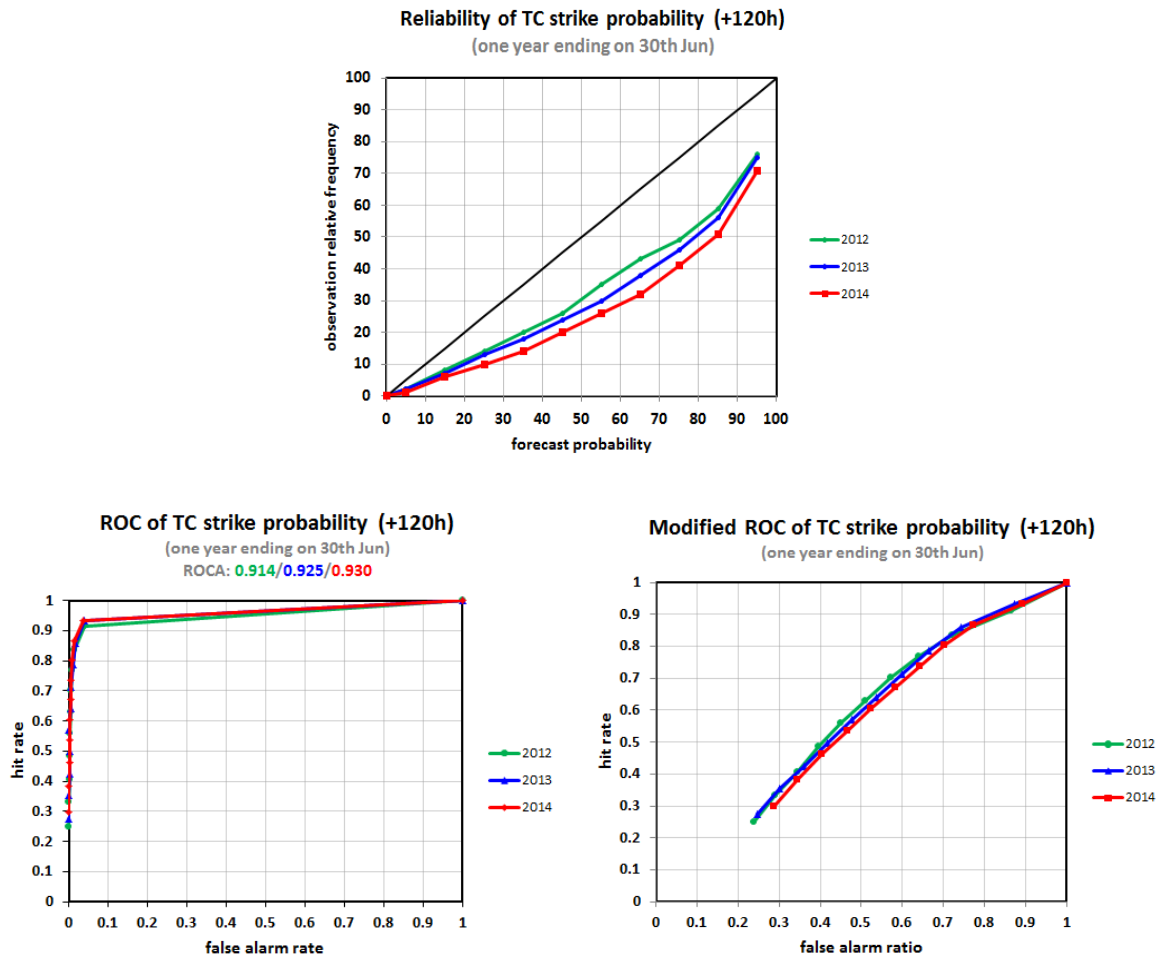 Reliability of TC strike probability (+120h)
(one year ending on 30th Jun)
observation relative frequency
100
90
80
70
60
50
40
30
20
10
0
0 10 20 30 40 50 60 70 80 90 100
forecast probability
2012
2013
2014
ROC of TC strike probability (+120h)
(one year ending on 30th Jun)
ROCA: 0.914/0.925/0.930
hit rate
1
0.9
0.8
0.7
0.6
0.5
0.4
0.3
0.2
0.1
0
0 0.1 0.2 0.3 0.4 0.5 0.6 0.7 0.8 0.9 1
false alarm rate
2012
2013
2014
Modified ROC of TC strike probability (+120h)
(one year ending on 30th Jun)
hit rate
1
0.9
0.8
0.7
0.6
0.5
0.4
0.3
0.2
0.1
0
0 0.1 0.2 0.3 0.4 0.5 0.6 0.7 0.8 0.9 1
false alarm ratio
2012
2013
2014